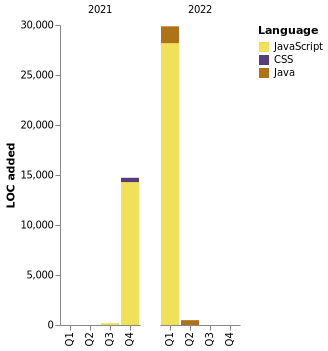 2021 2022
Language
JavaScript
CSS
Java
LOC added
30,000
25,000
20,000
15,000
10,000
5,000
0
Q1 Q2 Q3 Q4 Q1 Q2 Q3 Q4